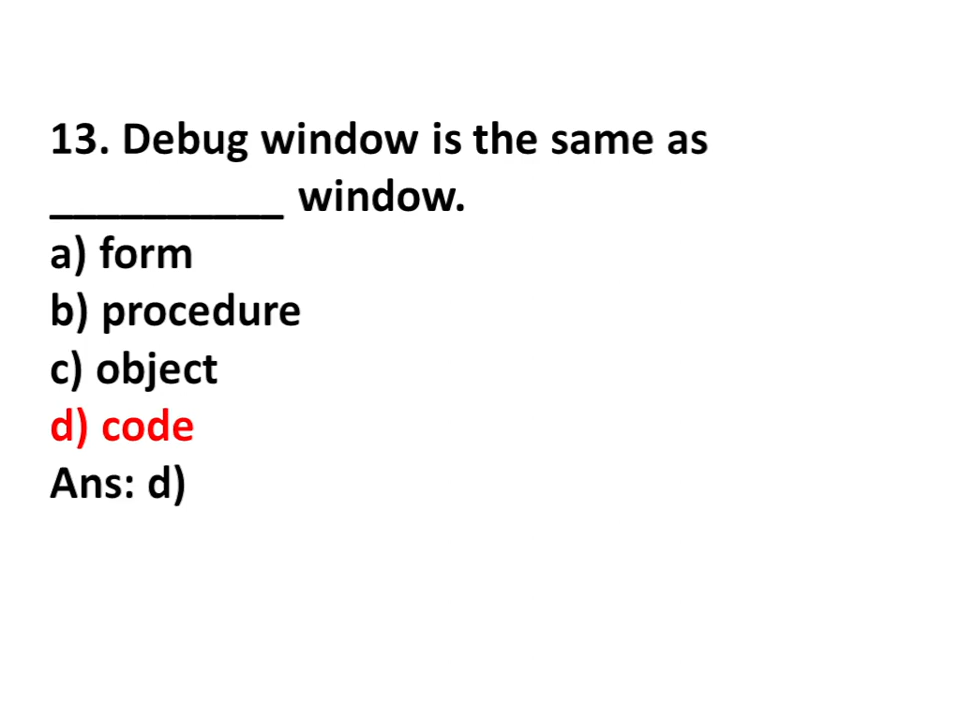 13. Debug window is the same as
__________ window.
a) form
b) procedure
c) object
d) code
Ans: d)